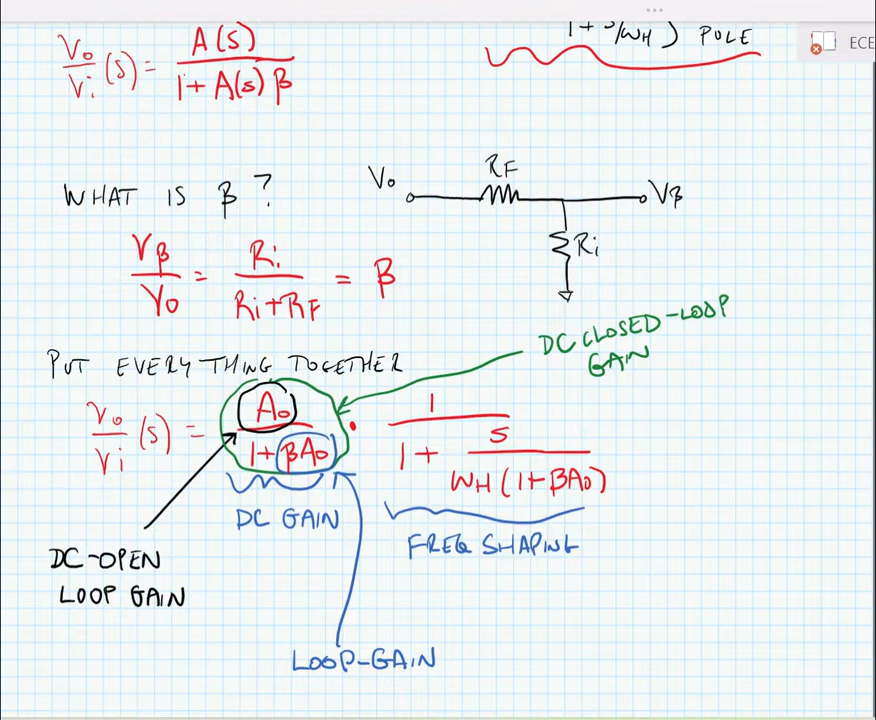 1 + s/WH ) POLE
ECE
Vo/Vi (s) = A(s) / 1 + A(s) β
WHAT IS β ?
Vo RF Vβ
Ri
Vβ/Vo = Ri / Ri+RF = β
DC CLOSED-LOOP
GAIN
PUT EVERYTHING TOGETHER
Vo/Vi (s) = Ao / 1 + βAo · 1 / 1 + s / WH (1 + βAo)
DC GAIN
FREQ SHAPING
DC-OPEN
LOOP GAIN
LOOP-GAIN